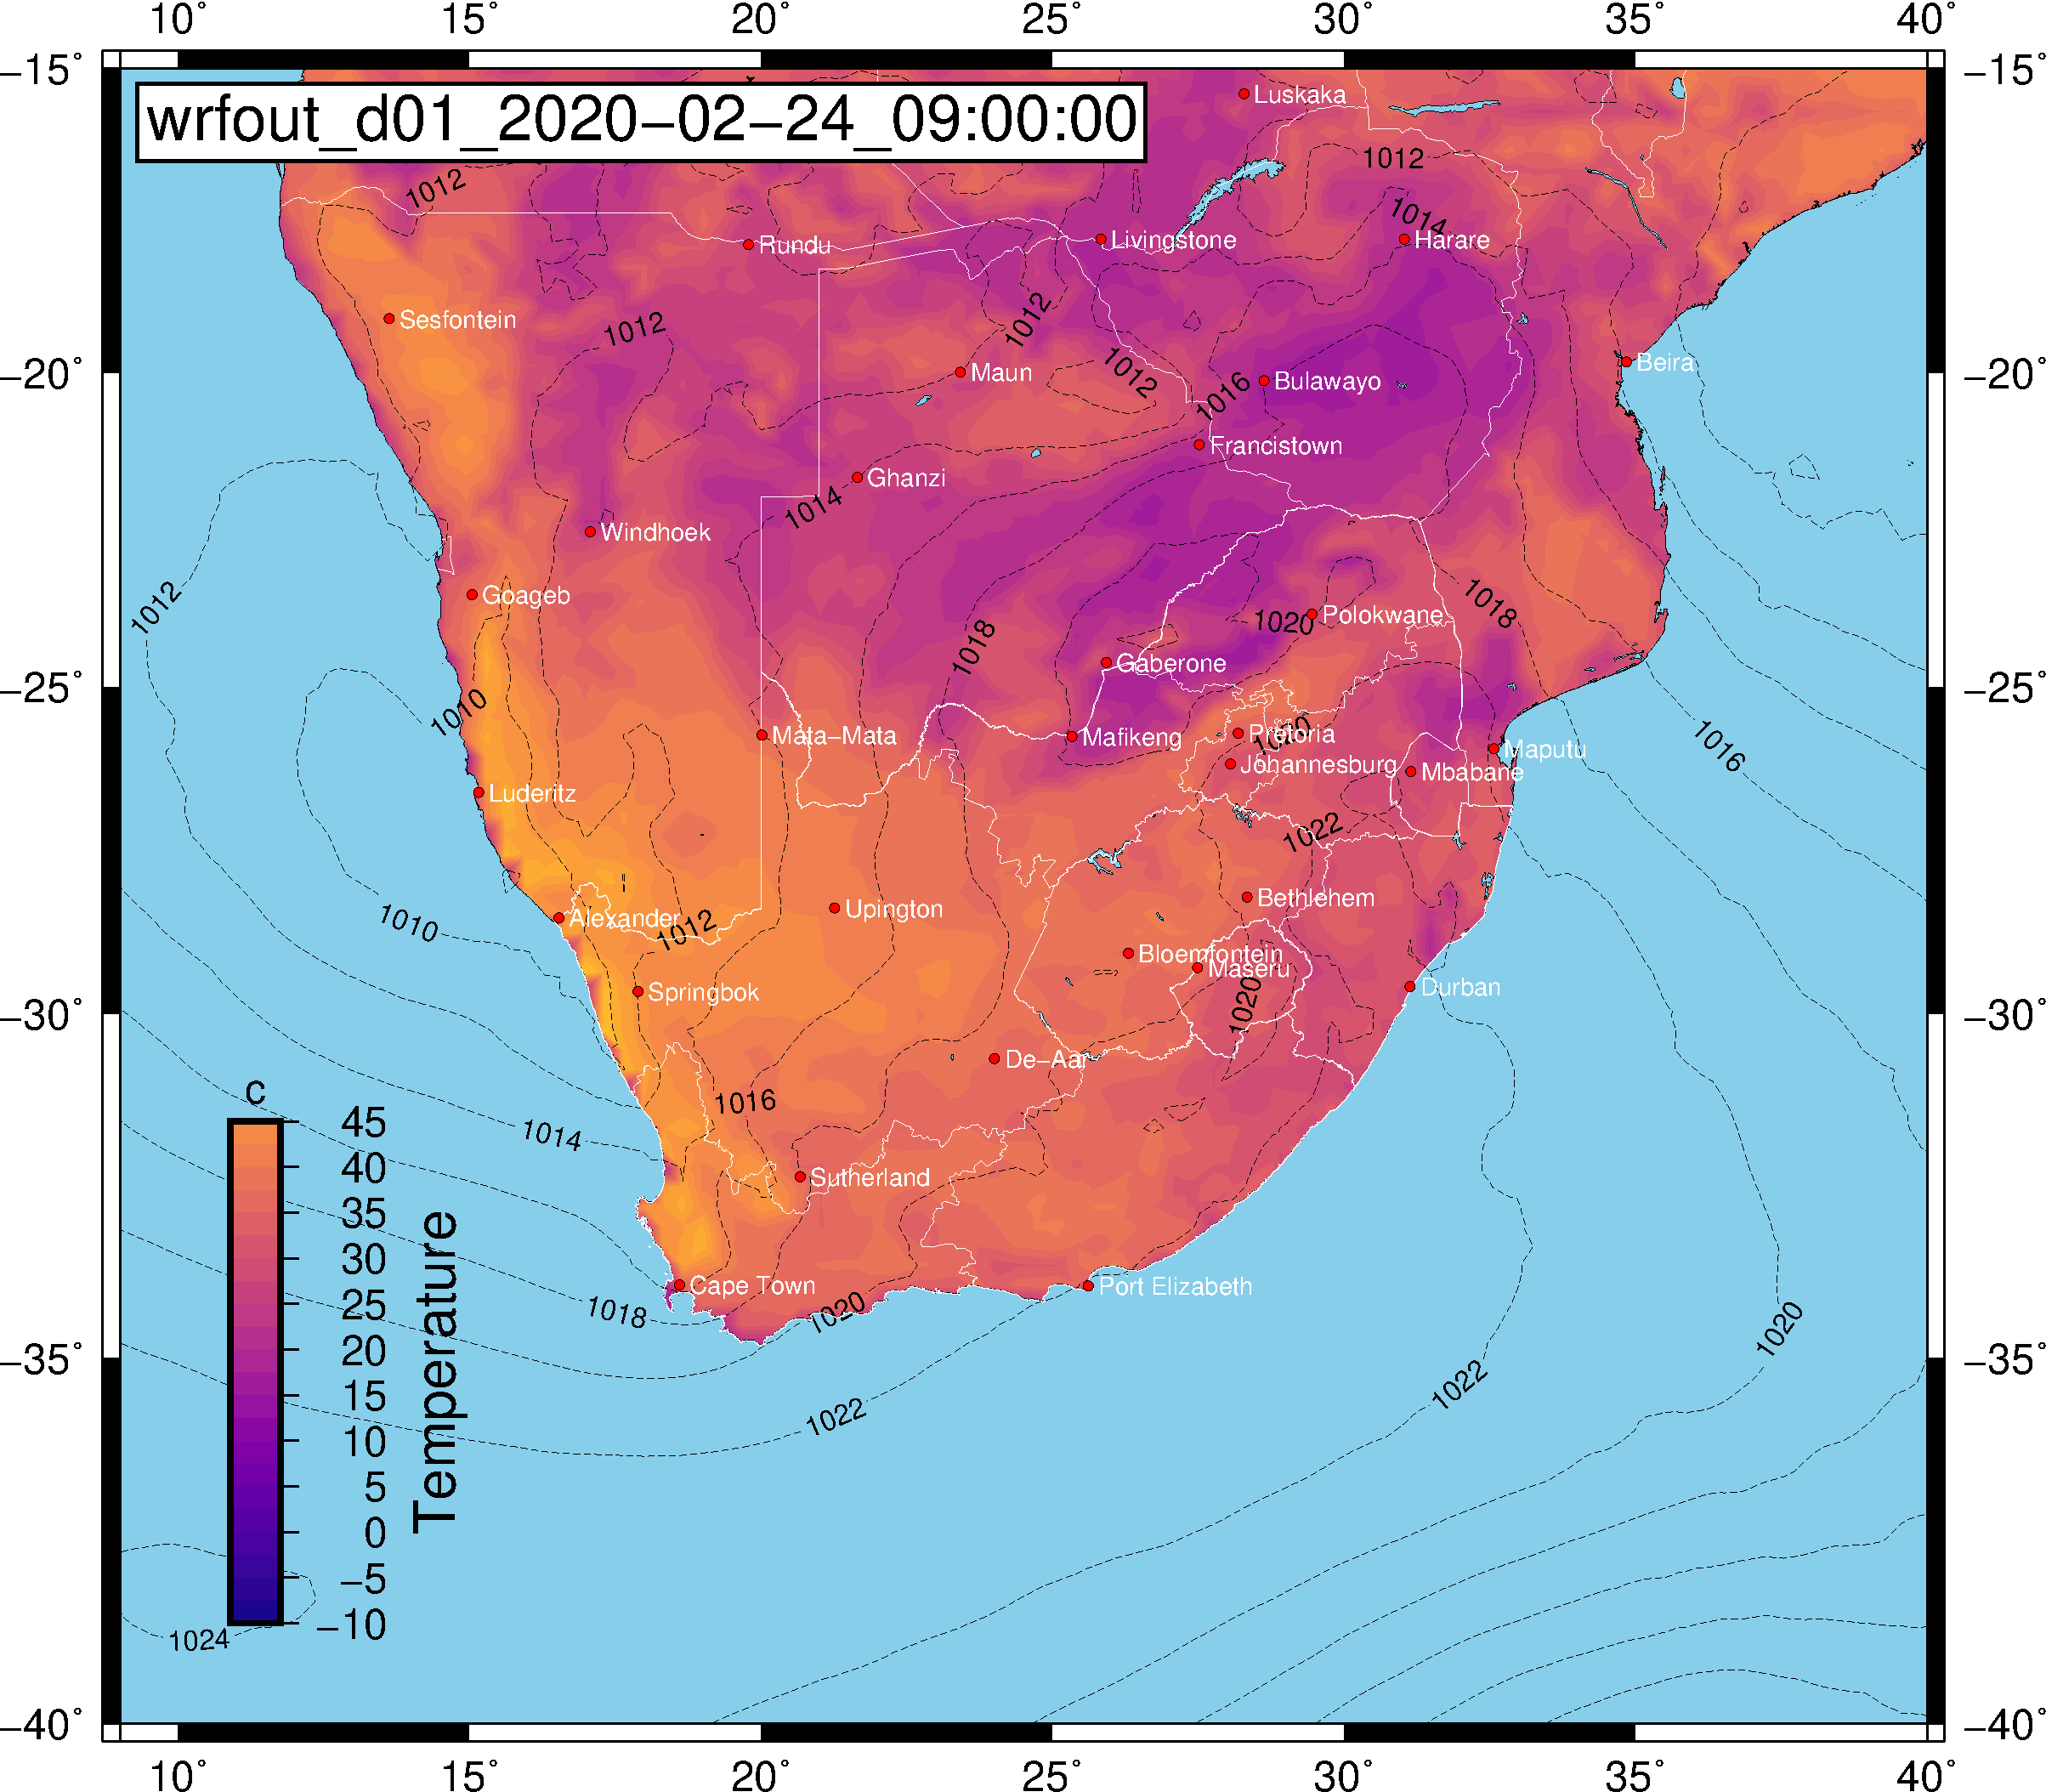 10° 15° 20° 25° 30° 35° 40°
−15° −15°
wrfout_d01_2020−02−24_09:00:00
Luskaka
1012
1012
1014
Rundu Livingstone Harare
Sesfontein 1012 1012
Beira
−20° Maun 1012 Bulawayo −20°
1016
Francistown
Ghanzi
1014
Windhoek
1012 Goageb 1018
1020 Polokwane
1018
Gaberone
−25° −25°
1010
Mata−Mata Mafikeng Pretoria 1016
1020
Maputu
Johannesburg Mbabane
Luderitz
1022
Bethlehem
Upington
1010 Alexander
1012
Bloemfontein
Maseru
Springbok 1020 Durban
−30° −30°
De−Aar
c
1016
45
1014
40
Sutherland
35
30
Cape Town Port Elizabeth
25
1018 1020 1020
20
−35° −35°
1022
15
1022
10
5
0
−5
−10
Temperature
1024
−40° −40°
10° 15° 20° 25° 30° 35° 40°